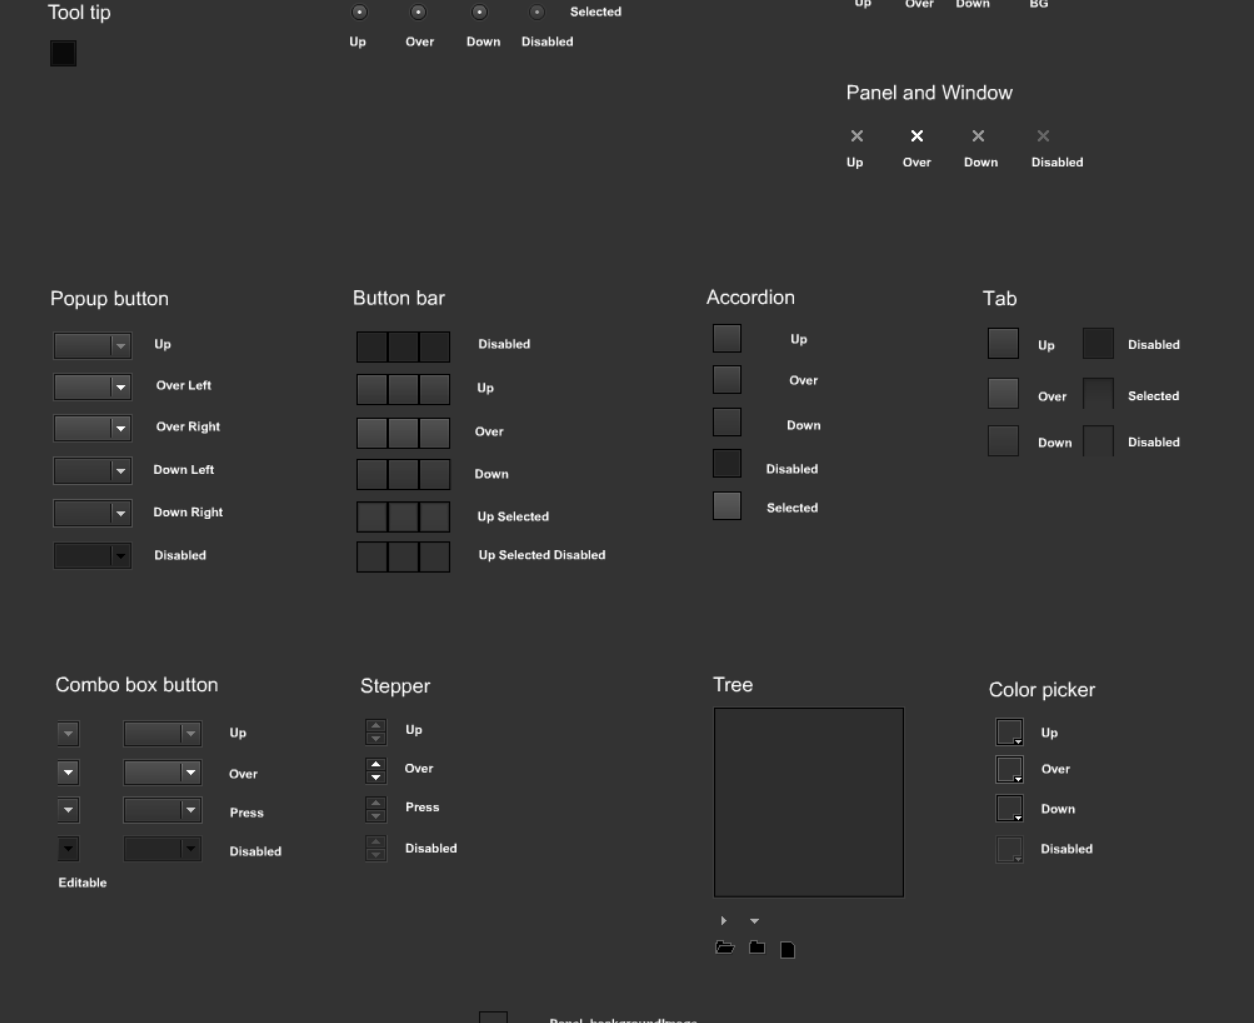 Tool tip
Selected
Up Over Down Disabled
Up Over Down BG
Panel and Window
Up Over Down Disabled
Popup button
Up
Over Left
Over Right
Down Left
Down Right
Disabled
Button bar
Disabled
Up
Over
Down
Up Selected
Up Selected Disabled
Accordion
Up
Over
Down
Disabled
Selected
Tab
Up Disabled
Over Selected
Down Disabled
Combo box button
Up
Over
Press
Disabled
Editable
Stepper
Up
Over
Press
Disabled
Tree
Color picker
Up
Over
Down
Disabled
Panel backgroundImage